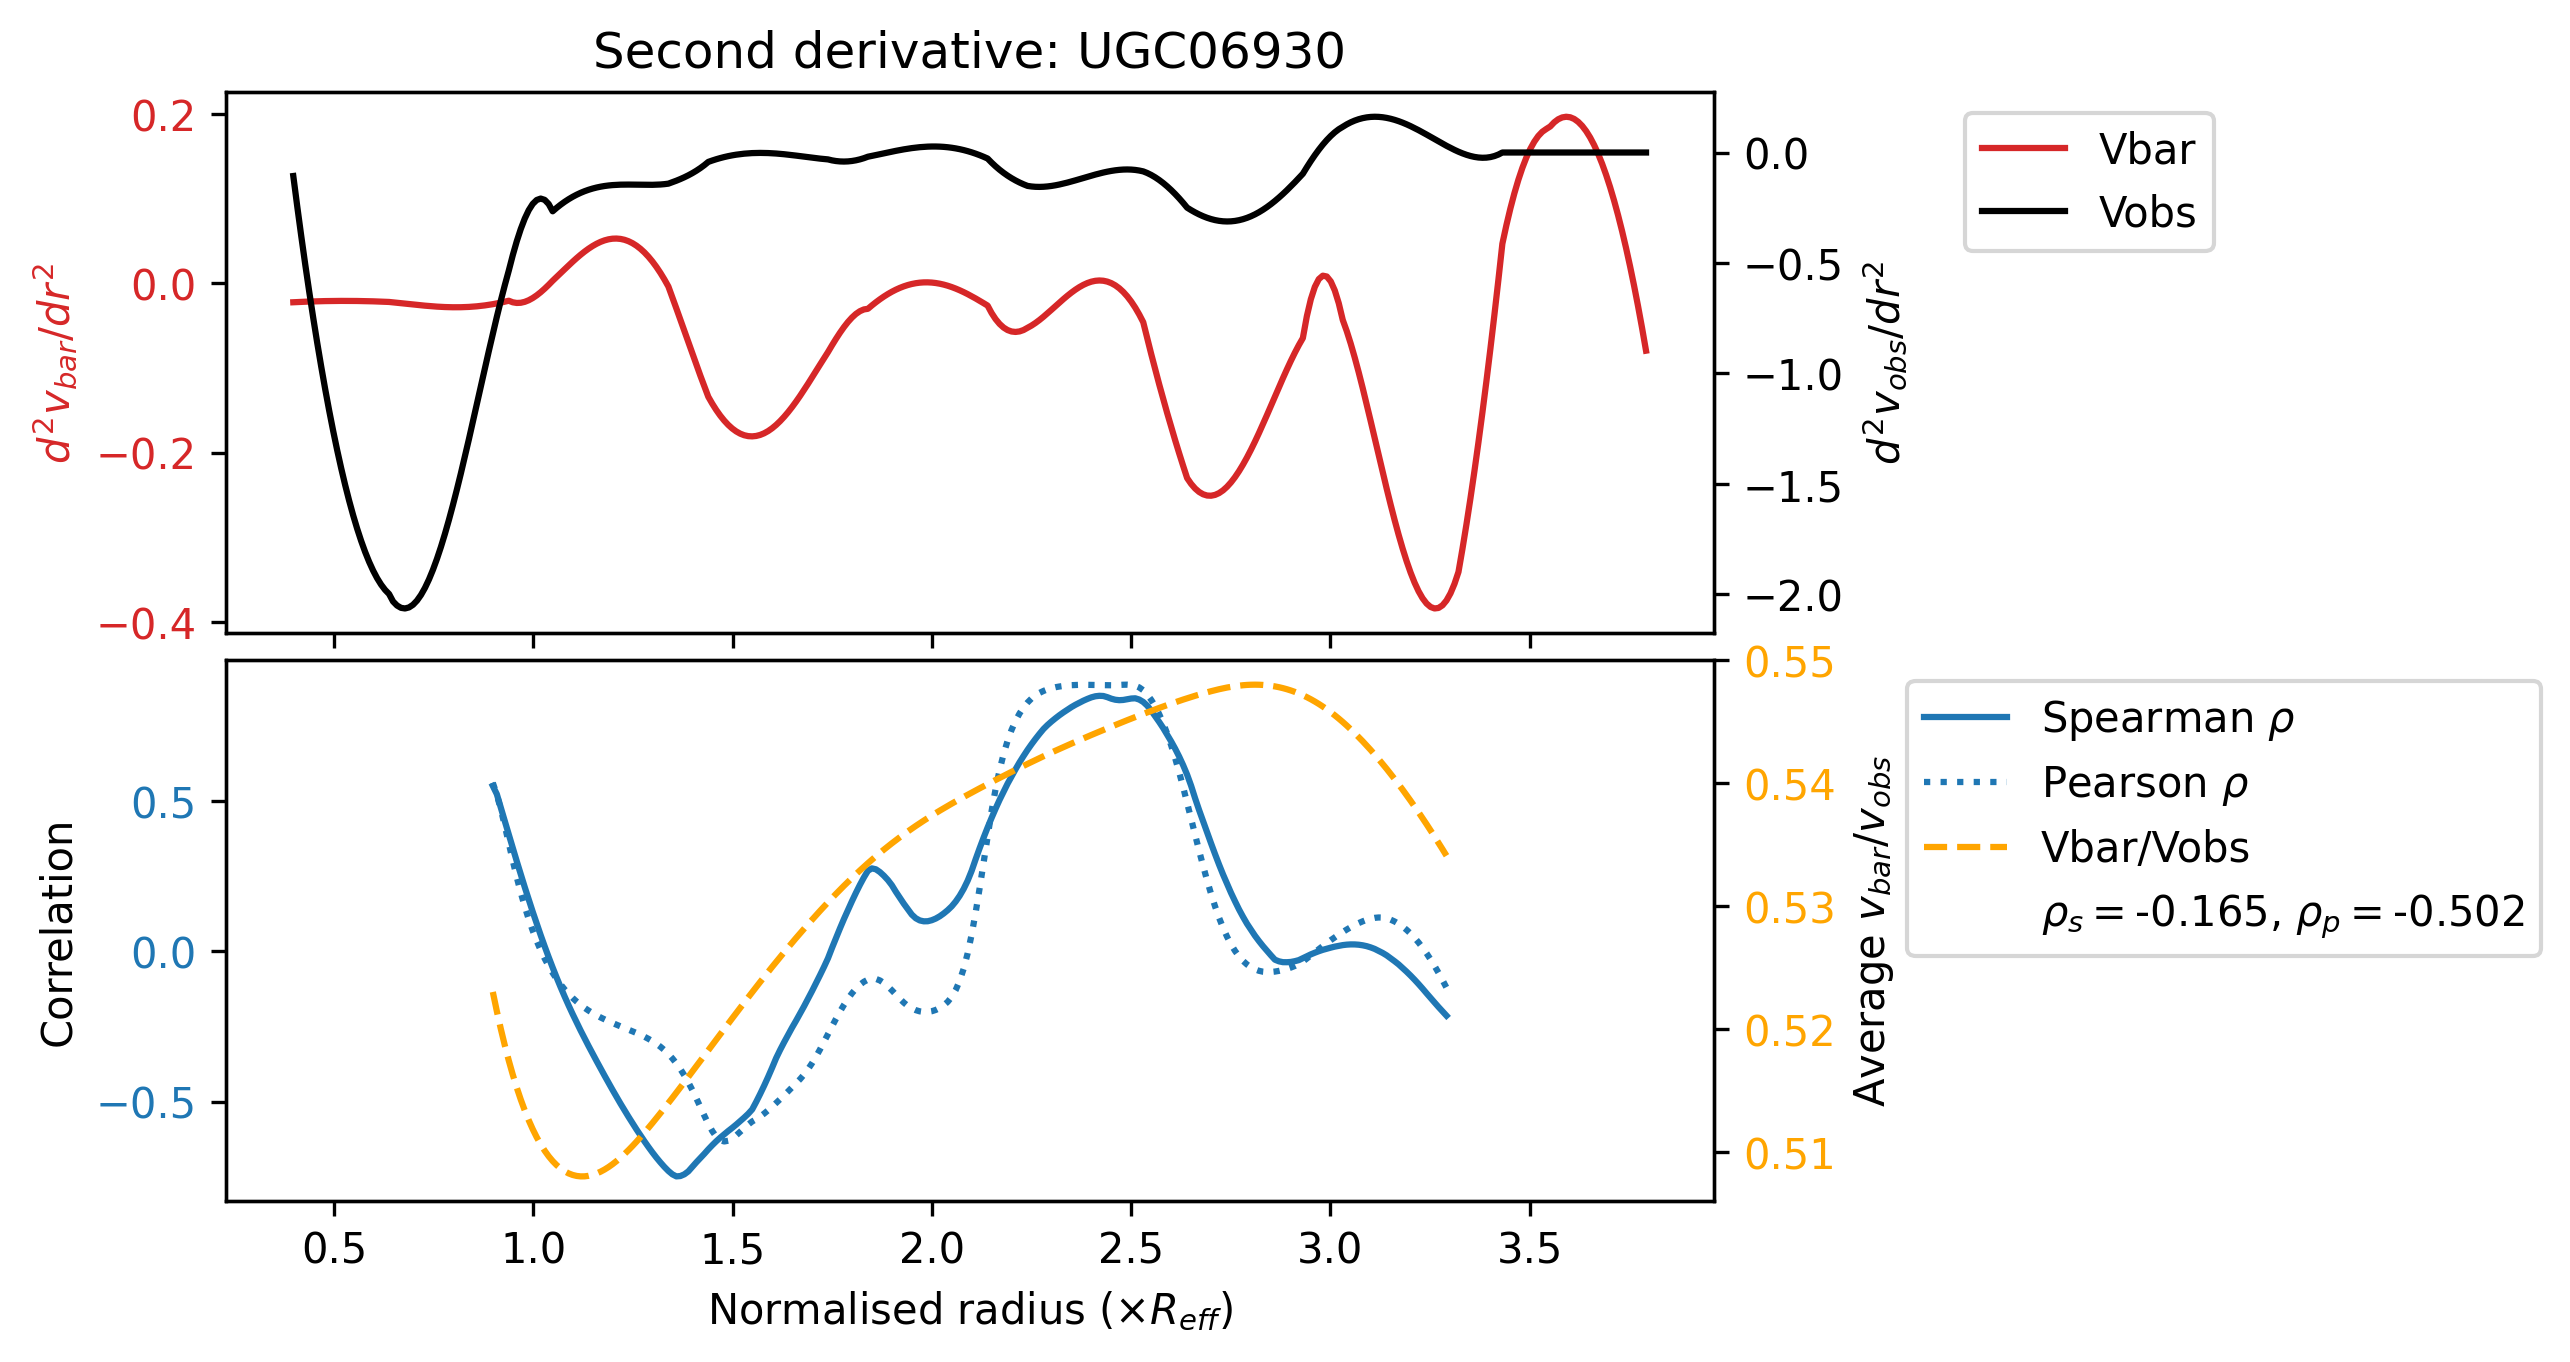 Second derivative: UGC06930
0.2
0.0
−0.2
−0.4
d²v_bar/dr²
0.0
−0.5
−1.0
−1.5
−2.0
d²v_obs/dr²
Vbar
Vobs
0.5
0.0
−0.5
Correlation
0.55
0.54
0.53
0.52
0.51
Average v_bar/v_obs
Spearman ρ
Pearson ρ
Vbar/Vobs
ρ_s = -0.165, ρ_p = -0.502
0.5 1.0 1.5 2.0 2.5 3.0 3.5
Normalised radius (×R_eff)